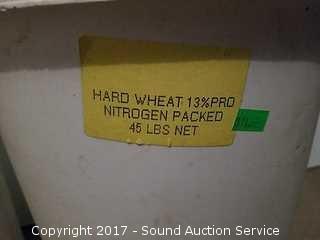 HARD WHEAT 13%PRO
NITROGEN PACKED
45 LBS NET
Copyright 2017 - Sound Auction Service